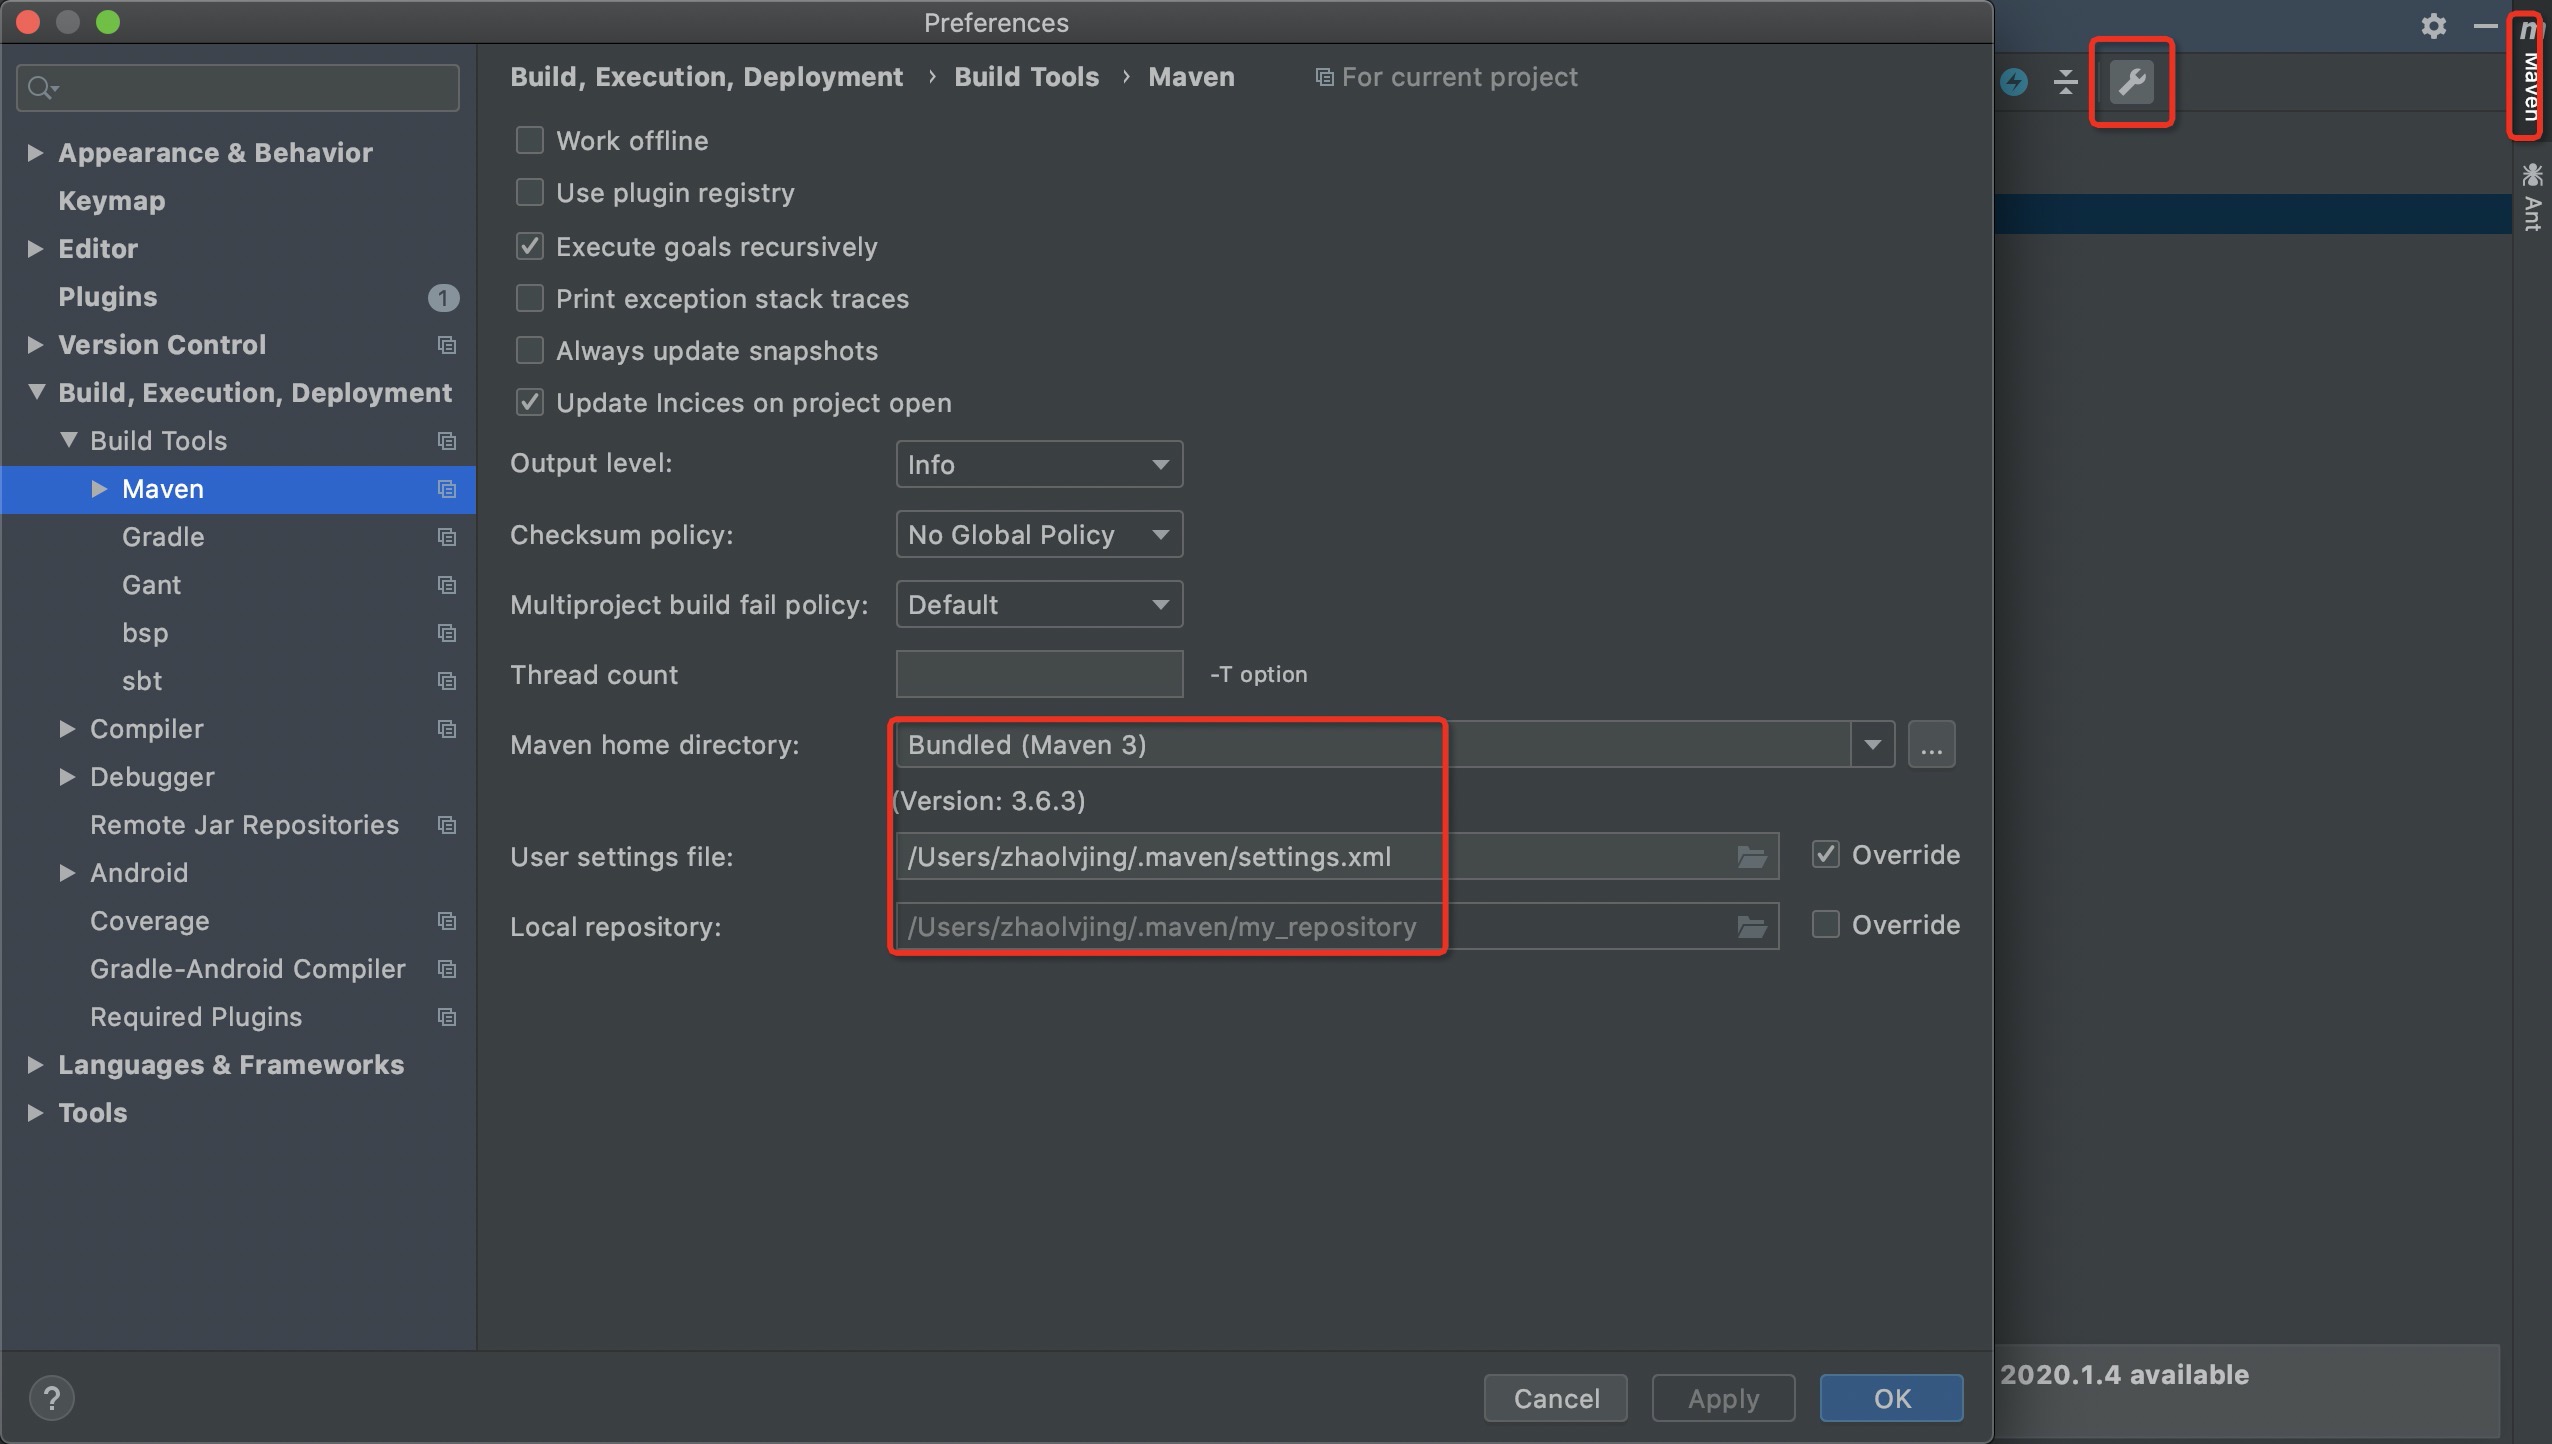 Preferences
Build, Execution, Deployment › Build Tools › Maven For current project
Appearance & Behavior
Keymap
Editor
Plugins 1
Version Control
Build, Execution, Deployment
Build Tools
Maven
Gradle
Gant
bsp
sbt
Compiler
Debugger
Remote Jar Repositories
Android
Coverage
Gradle-Android Compiler
Required Plugins
Languages & Frameworks
Tools
Work offline
Use plugin registry
Execute goals recursively
Print exception stack traces
Always update snapshots
Update Incices on project open
Output level: Info
Checksum policy: No Global Policy
Multiproject build fail policy: Default
Thread count -T option
Maven home directory: Bundled (Maven 3) ...
(Version: 3.6.3)
User settings file: /Users/zhaolvjing/.maven/settings.xml Override
Local repository: /Users/zhaolvjing/.maven/my_repository Override
? Cancel Apply OK
m Maven
Ant
2020.1.4 available